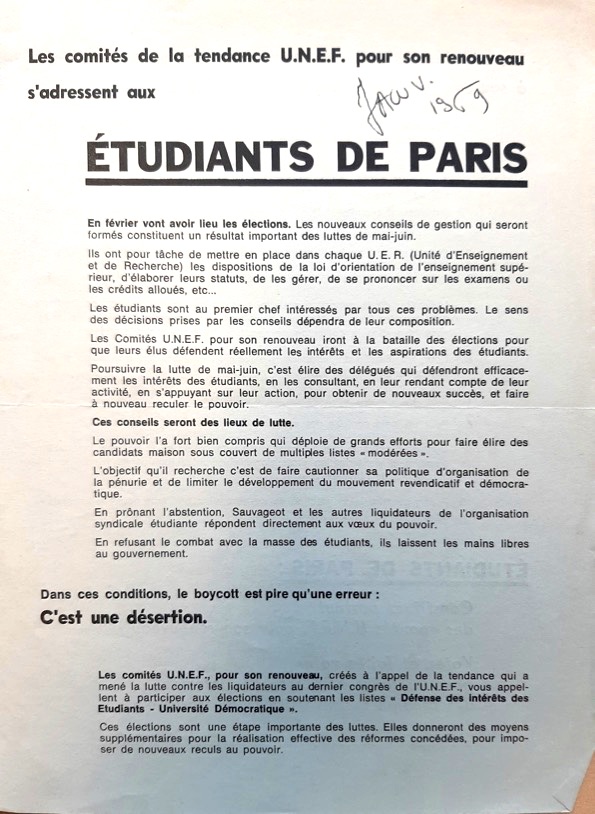 Les comités de la tendance U.N.E.F. pour son renouveau
s'adressent aux
Janv.
1969
ÉTUDIANTS DE PARIS
En février vont avoir lieu les élections. Les nouveaux conseils de gestion qui seront
formés constituent un résultat important des luttes de mai-juin.
Ils ont pour tâche de mettre en place dans chaque U. E. R. (Unité d'Enseignement
et de Recherche) les dispositions de la loi d'orientation de l'enseignement supé-
rieur, d'élaborer leurs statuts, de les gérer, de se prononcer sur les examens ou
les crédits alloués, etc...
Les étudiants sont au premier chef intéressés par tous ces problèmes. Le sens
des décisions prises par les conseils dépendra de leur composition.
Les Comités U.N.E.F. pour son renouveau iront à la bataille des élections pour
que leurs élus défendent réellement les intérêts et les aspirations des étudiants.
Poursuivre la lutte de mai-juin, c'est élire des délégués qui défendront efficace-
ment les intérêts des étudiants, en les consultant, en leur rendant compte de leur
activité, en s'appuyant sur leur action, pour obtenir de nouveaux succès, et faire
à nouveau reculer le pouvoir.
Ces conseils seront des lieux de lutte.
Le pouvoir l'a fort bien compris qui déploie de grands efforts pour faire élire des
candidats maison sous couvert de multiples listes « modérées ».
L'objectif qu'il recherche c'est de faire cautionner sa politique d'organisation de
la pénurie et de limiter le développement du mouvement revendicatif et démocra-
tique.
En prônant l'abstention, Sauvageot et les autres liquidateurs de l'organisation
syndicale étudiante répondent directement aux vœux du pouvoir.
En refusant le combat avec la masse des étudiants, ils laissent les mains libres
au gouvernement.
Dans ces conditions, le boycott est pire qu'une erreur :
C'est une désertion.
Les comités U.N.E.F., pour son renouveau, créés à l'appel de la tendance qui a
mené la lutte contre les liquidateurs au dernier congrès de l'U.N.E.F., vous appel-
lent à participer aux élections en soutenant les listes « Défense des Intérêts des
Etudiants - Université Démocratique ».
Ces élections sont une étape importante des luttes. Elles donneront des moyens
supplémentaires pour la réalisation effective des réformes concédées, pour impo-
ser de nouveaux reculs au pouvoir.